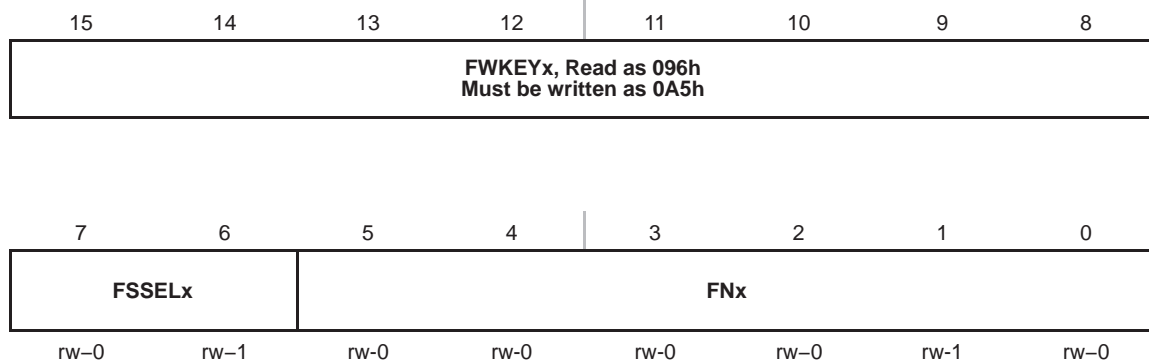 15 14 13 12 11 10 9 8
FWKEYx, Read as 096h
Must be written as 0A5h
7 6 5 4 3 2 1 0
FSSELx FNx
rw−0 rw−1 rw-0 rw-0 rw-0 rw−0 rw-1 rw−0